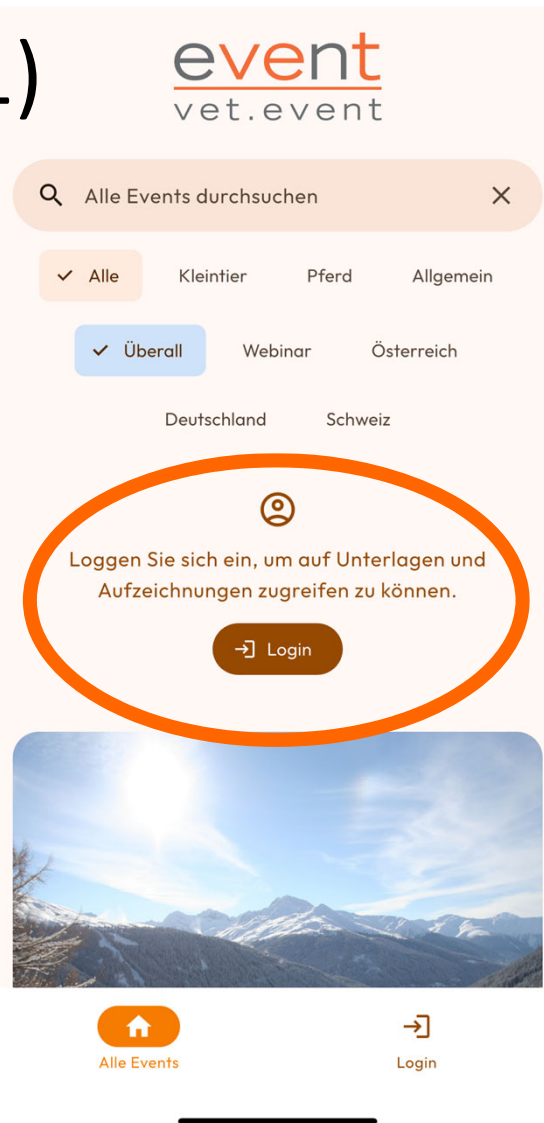 )
event
vet.event
Alle Events durchsuchen
Alle Kleintier Pferd Allgemein
Überall Webinar Österreich
Deutschland Schweiz
Loggen Sie sich ein, um auf Unterlagen und
Aufzeichnungen zugreifen zu können.
Login
Alle Events Login